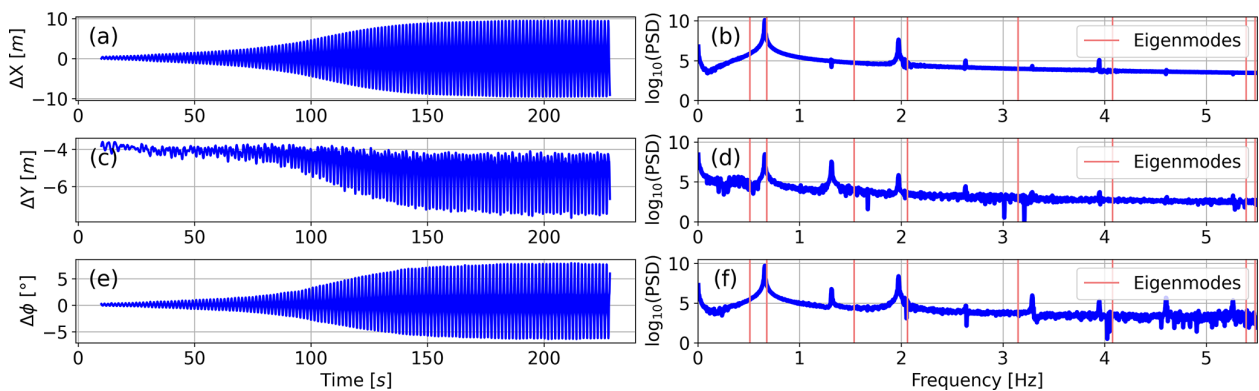 10
0
−10
ΔX [m]
(a)
0 50 100 150 200
10
5
0
log10(PSD)
(b)
Eigenmodes
0 1 2 3 4 5
−4
−6
ΔY [m]
(c)
0 50 100 150 200
10
5
0
log10(PSD)
(d)
Eigenmodes
0 1 2 3 4 5
5
0
−5
Δϕ [°]
(e)
0 50 100 150 200
Time [s]
10
5
0
log10(PSD)
(f)
Eigenmodes
0 1 2 3 4 5
Frequency [Hz]